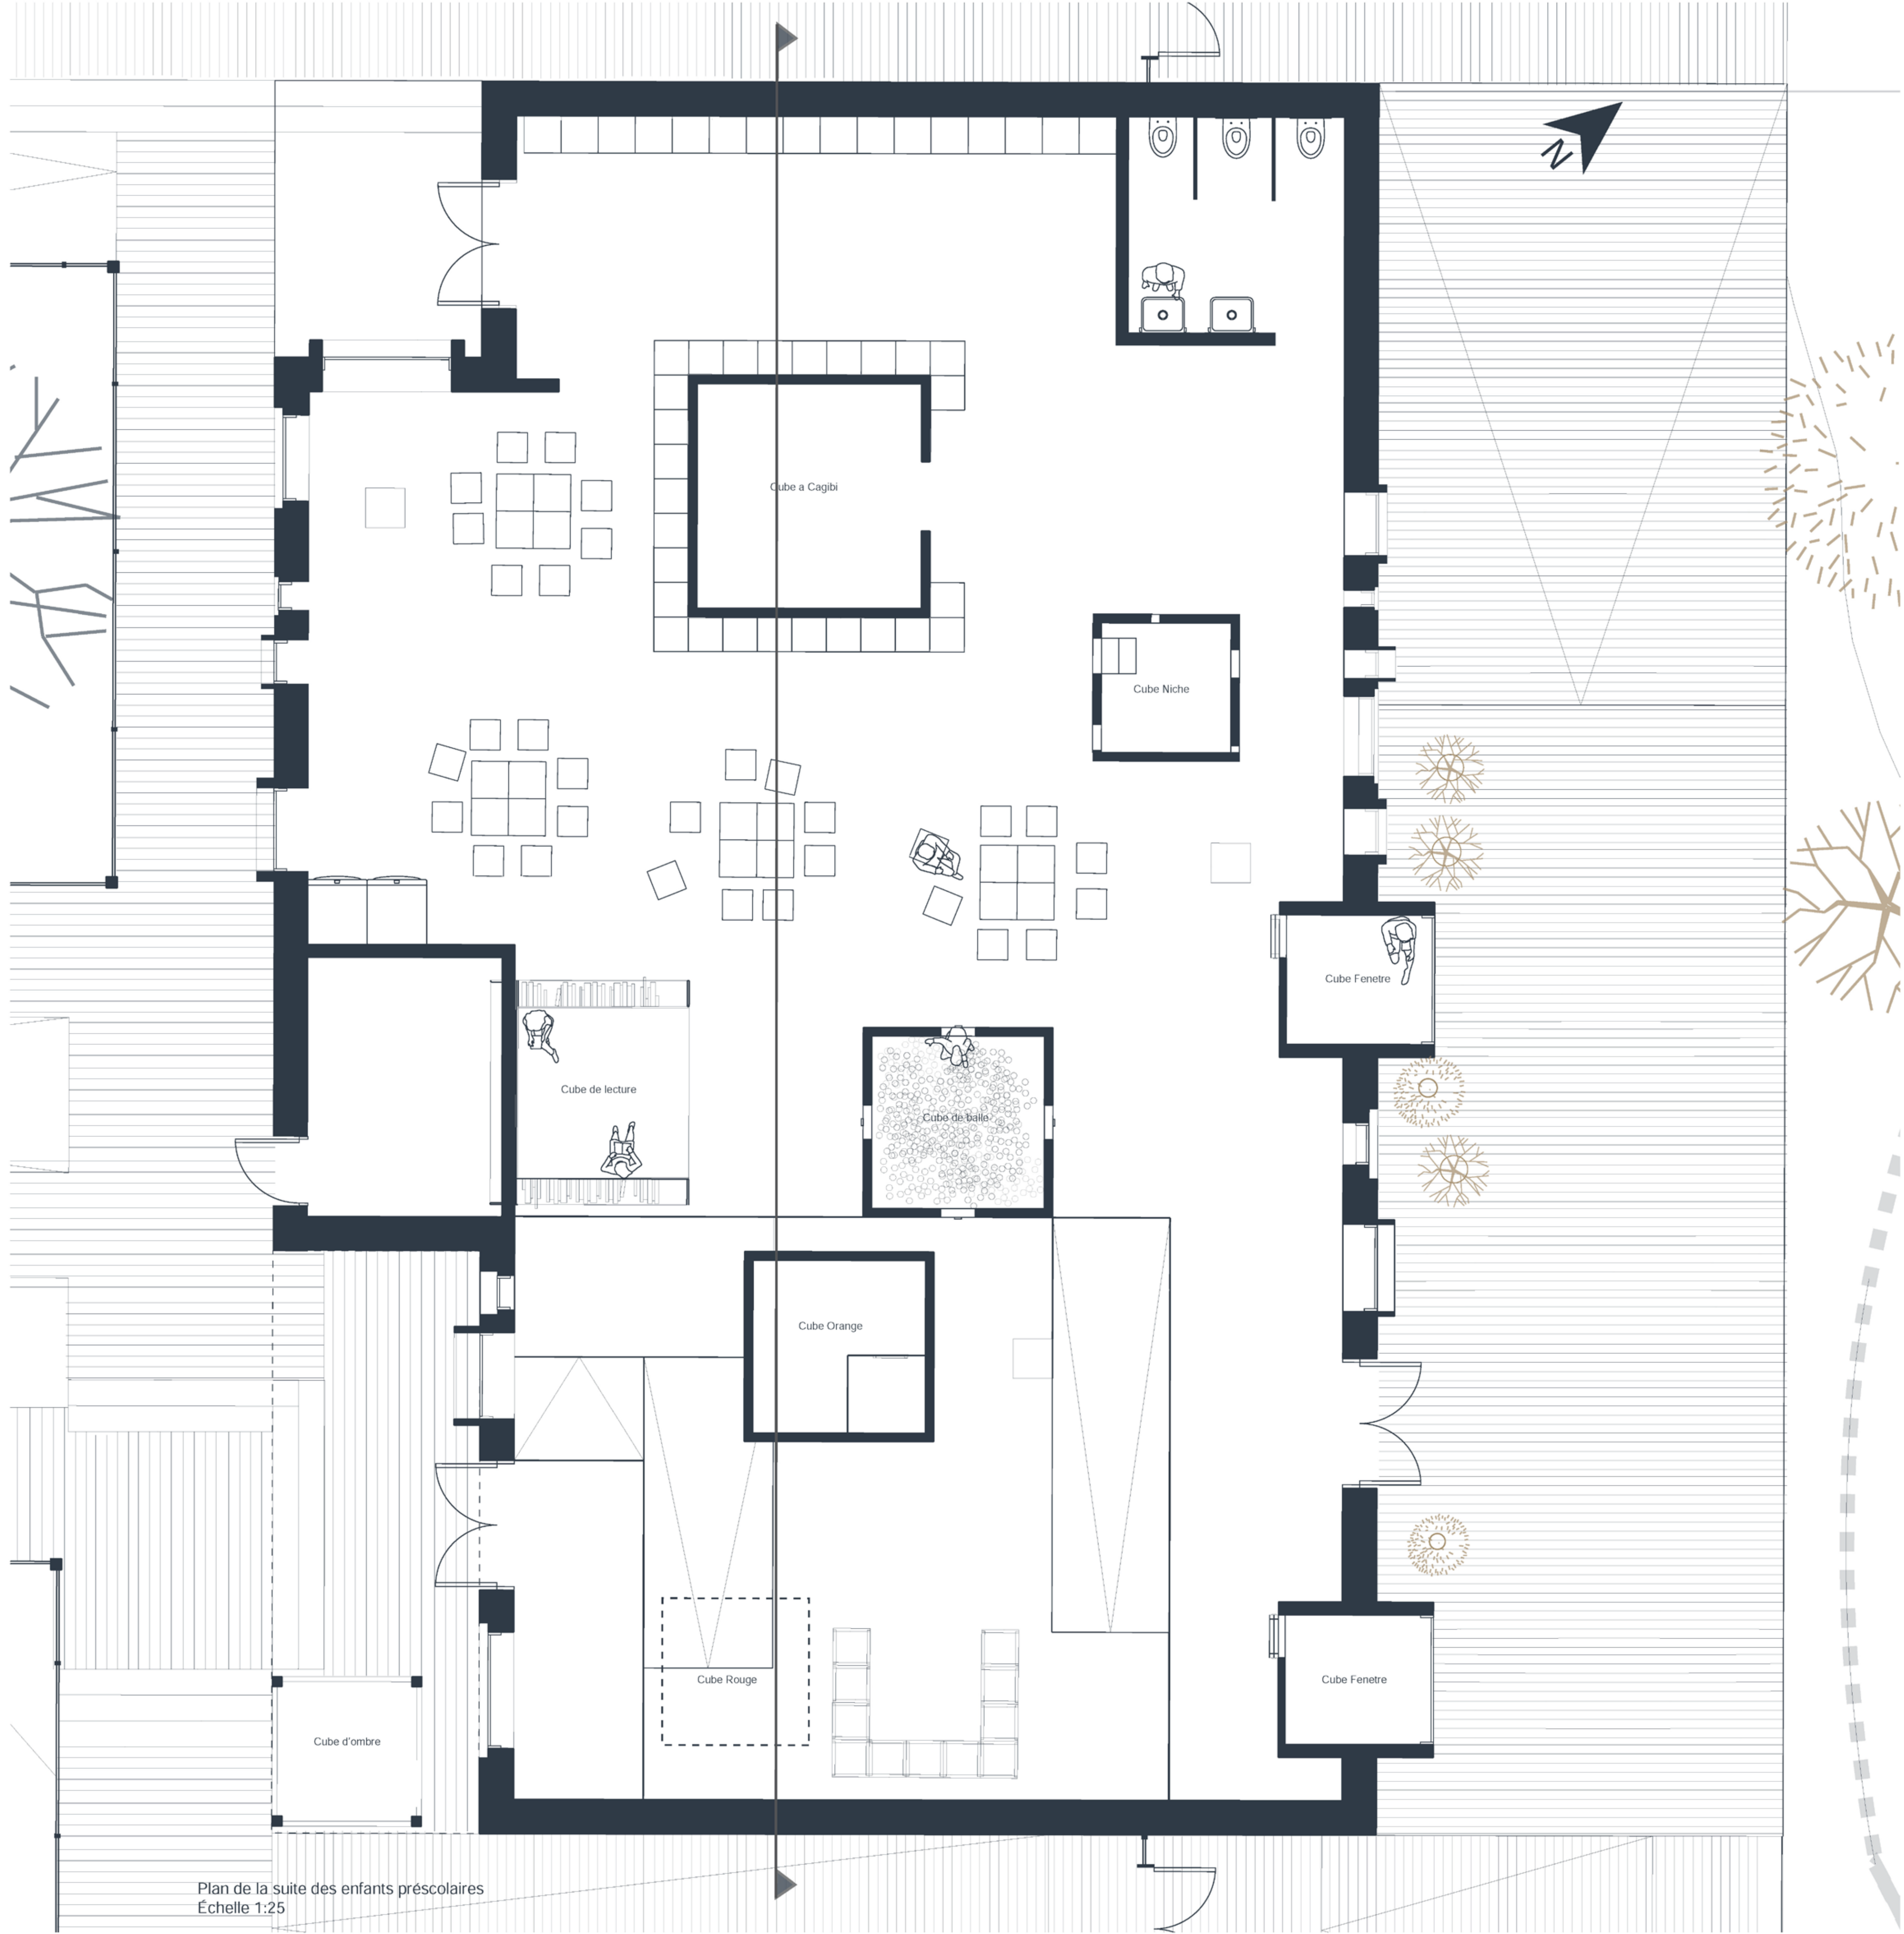 N
Cube a Cagibi
Cube Niche
Cube Fenetre
Cube de lecture
Cube de balle
Cube Orange
Cube Rouge
Cube Fenetre
Cube d'ombre
Plan de la suite des enfants préscolaires
Échelle 1:25